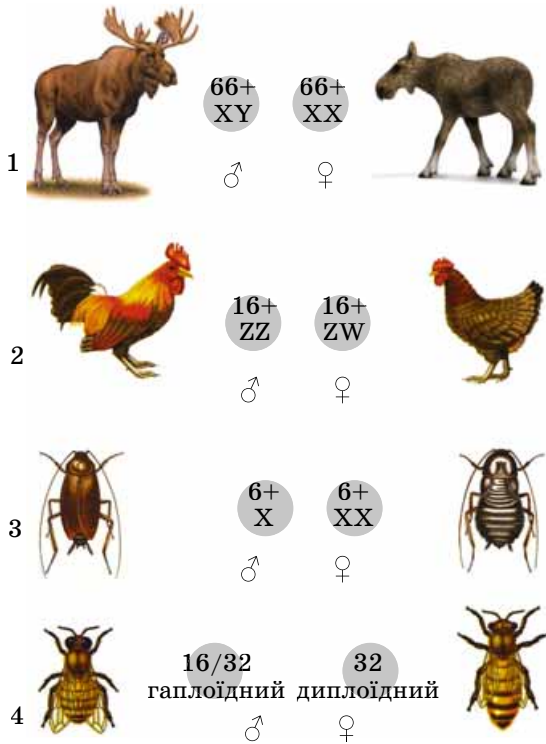 66+ 66+
XY XX
1 ♂ ♀
16+ 16+
ZZ ZW
2 ♂ ♀
6+ 6+
X XX
3 ♂ ♀
16/32 32
гаплоїдний диплоїдний
4 ♂ ♀